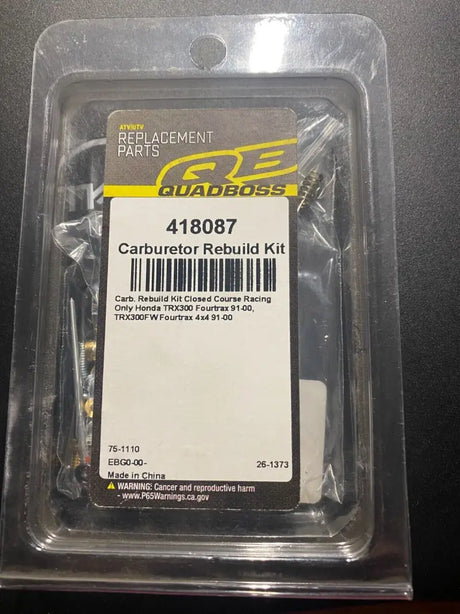 ATV/UTV
REPLACEMENT
PARTS
QB
QUADBOSS
418087
Carburetor Rebuild Kit
Carb. Rebuild Kit Closed Course Racing
Only Honda TRX300 Fourtrax 91-00,
TRX300FW Fourtrax 4x4 91-00
75-1110
EBG0-00-
26-1373
Made in China
WARNING: Cancer and reproductive harm
- www.P65Warnings.ca.gov